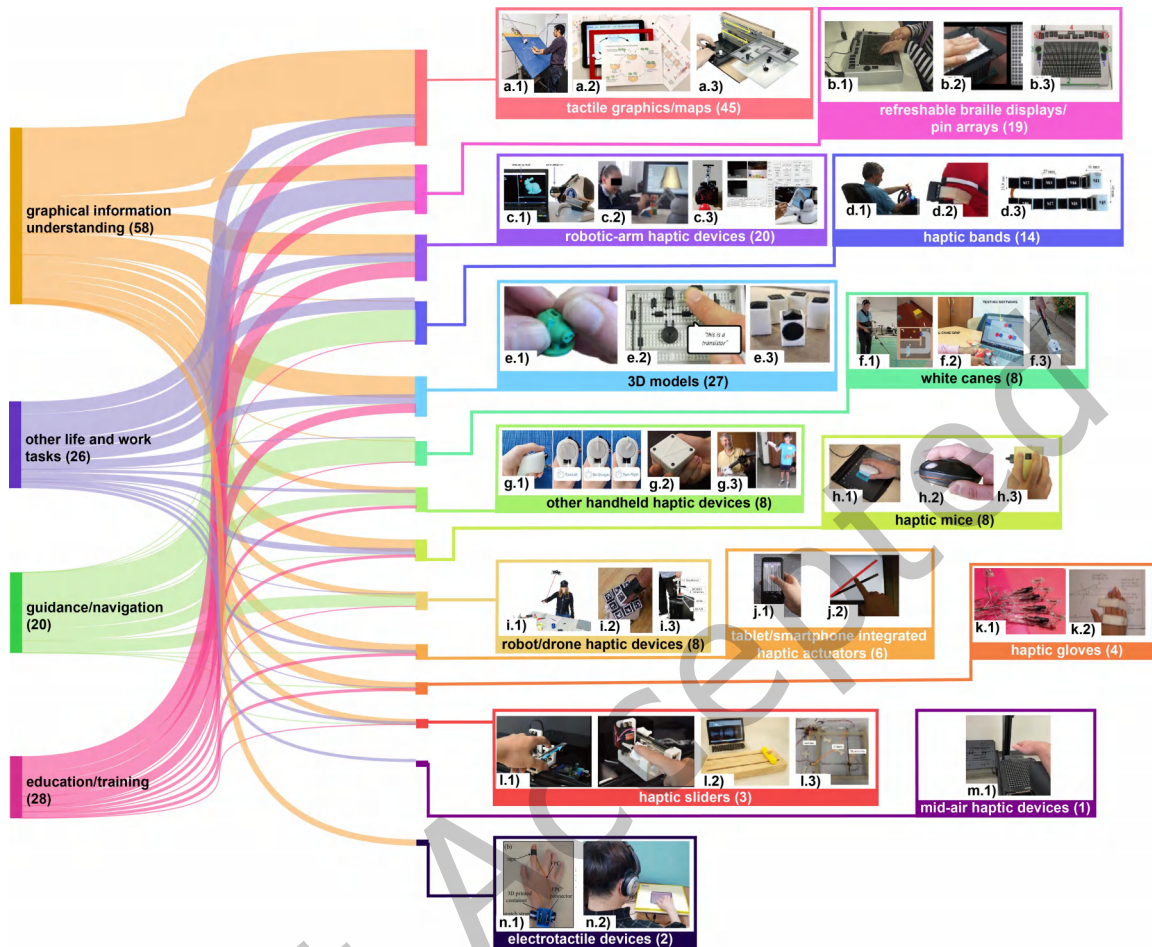 a.1)
a.2)
a.3)
tactile graphics/maps (45)
b.1)
b.2)
b.3)
refreshable braille displays/
pin arrays (19)
graphical information
understanding (58)
c.1)
c.2)
c.3)
robotic-arm haptic devices (20)
d.1)
d.2)
d.3)
haptic bands (14)
e.1)
"this is a
transistor"
e.2)
e.3)
3D models (27)
f.1)
f.2)
f.3)
white canes (8)
other life and work
tasks (26)
g.1)
g.2)
g.3)
other handheld haptic devices (8)
h.1)
h.2)
h.3)
haptic mice (8)
guidance/navigation
(20)
i.1)
i.2)
i.3)
robot/drone haptic devices (8)
j.1)
j.2)
tablet/smartphone integrated
haptic actuators (6)
k.1)
k.2)
haptic gloves (4)
education/training
(28)
l.1)
l.2)
l.3)
haptic sliders (3)
m.1)
mid-air haptic devices (1)
(b)
n.1)
n.2)
electrotactile devices (2)
Accepted